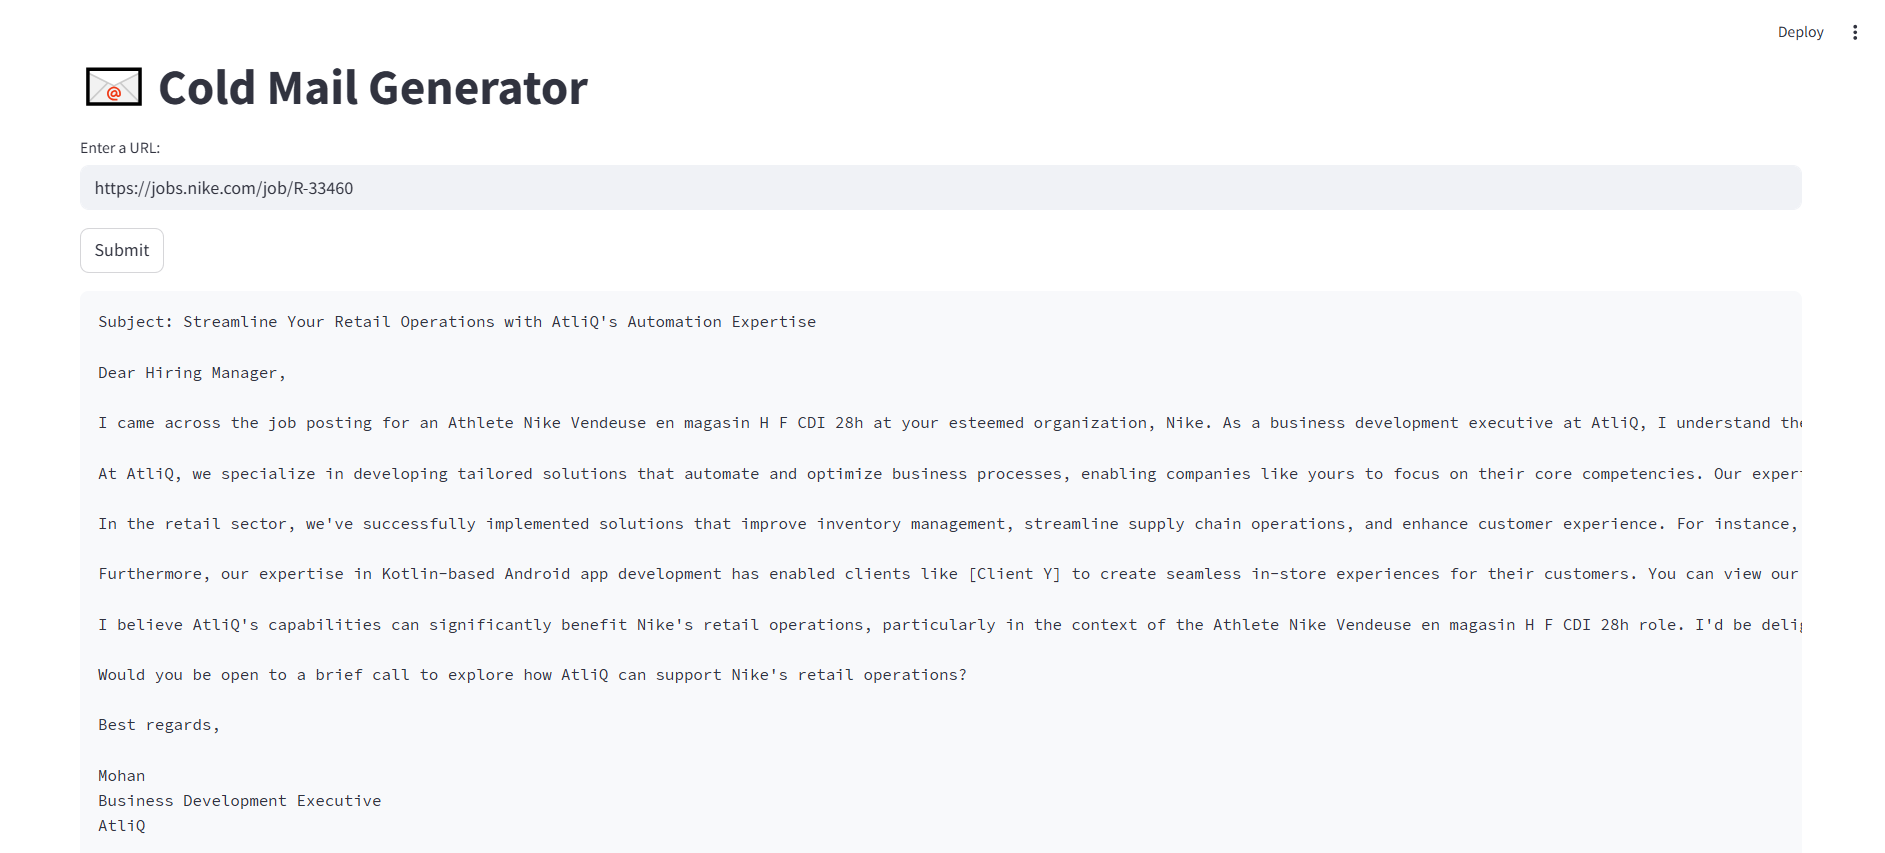 Deploy
Cold Mail Generator
Enter a URL:
https://jobs.nike.com/job/R-33460
Submit
Subject: Streamline Your Retail Operations with AtliQ's Automation Expertise
Dear Hiring Manager,
I came across the job posting for an Athlete Nike Vendeuse en magasin H F CDI 28h at your esteemed organization, Nike. As a business development executive at AtliQ, I understand the
At AtliQ, we specialize in developing tailored solutions that automate and optimize business processes, enabling companies like yours to focus on their core competencies. Our
In the retail sector, we've successfully implemented solutions that improve inventory management, streamline supply chain operations, and enhance customer experience. For instance,
Furthermore, our expertise in Kotlin-based Android app development has enabled clients like [Client Y] to create seamless in-store experiences for their customers. You can view our
I believe AtliQ's capabilities can significantly benefit Nike's retail operations, particularly in the context of the Athlete Nike Vendeuse en magasin H F CDI 28h role. I'd be
Would you be open to a brief call to explore how AtliQ can support Nike's retail operations?
Best regards,
Mohan
Business Development Executive
AtliQ